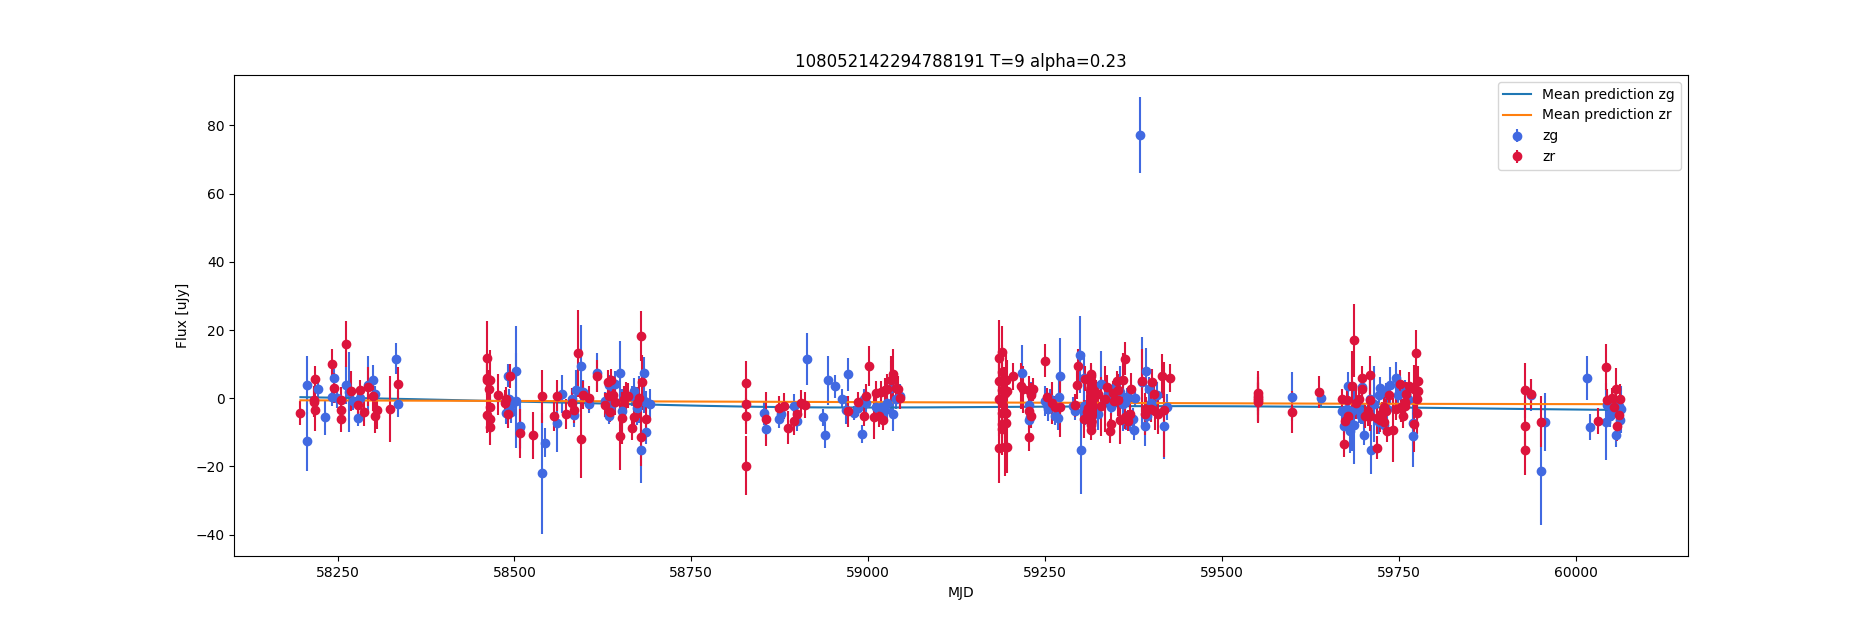 108052142294788191 T=9 alpha=0.23
Mean prediction zg
Mean prediction zr
zg
zr
80
60
40
20
0
−20
−40
Flux [uJy]
58250 58500 58750 59000 59250 59500 59750 60000
MJD